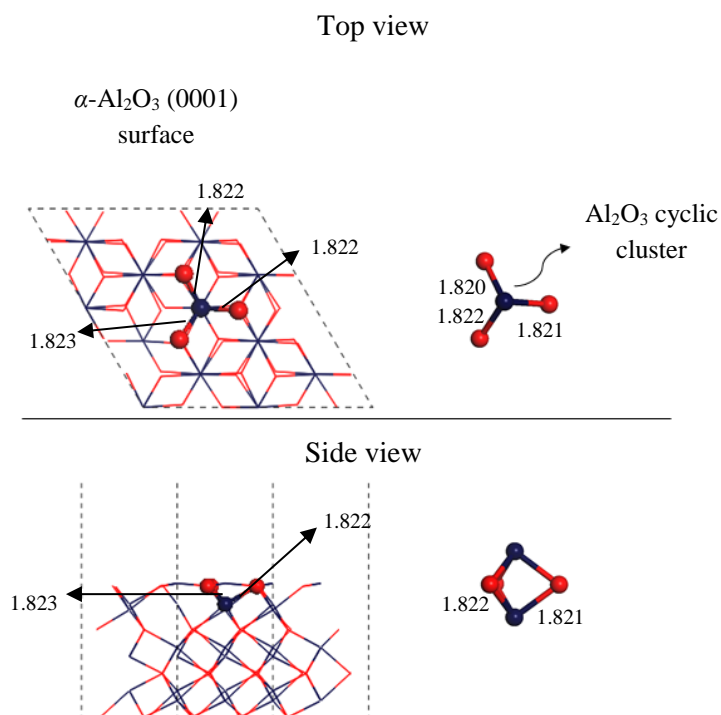 Top view
α-Al₂O₃ (0001)
surface
1.822
1.822
1.823
Al₂O₃ cyclic
cluster
1.820
1.822
1.821
Side view
1.822
1.823
1.822
1.821